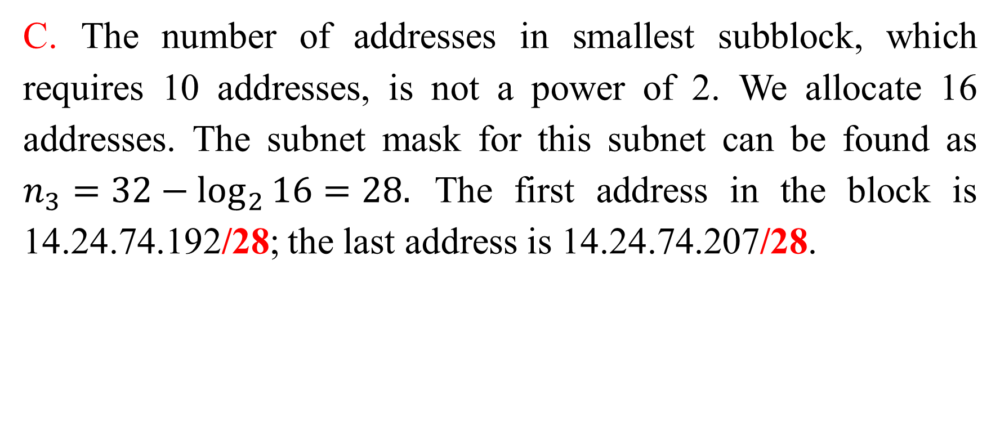 C. The number of addresses in smallest subblock, which
requires 10 addresses, is not a power of 2. We allocate 16
addresses. The subnet mask for this subnet can be found as
𝑛₃ = 32 − log₂ 16 = 28. The first address in the block is
14.24.74.192/28; the last address is 14.24.74.207/28.